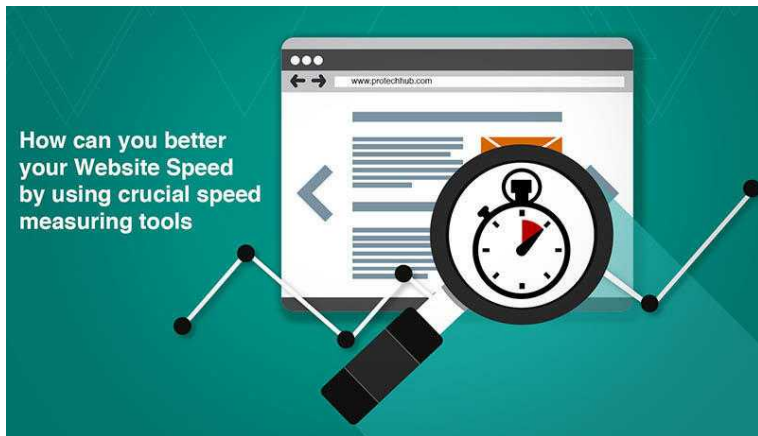 www.protechhub.com
How can you better
your Website Speed
by using crucial speed
measuring tools